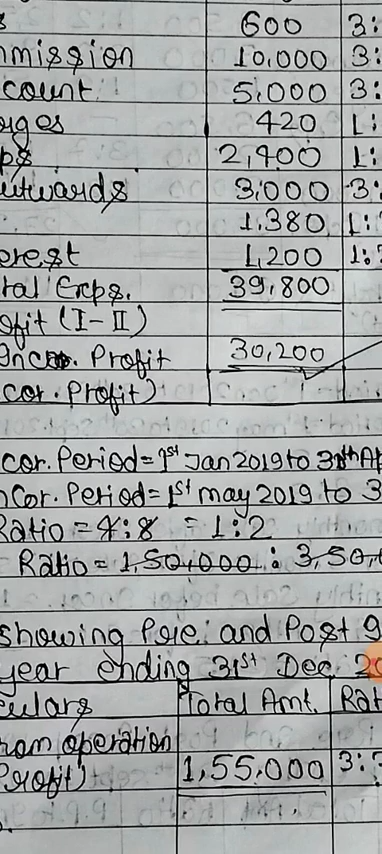 600 3:
mmission 10,000 3:
count 5,000 3:
rges 420 1:
ps 2,400 1:
utwards 3,000 3:
1,380 1:
erest 1,200 1:
tal Exps. 39,800
ofit (I-II)
Inco. Profit 30,200
cor. Profit)
cor. Period = 1st Jan 2019 to 30th Ap
cor. Period = 1st may 2019 to 3
Ratio = 4:8 = 1:2
Ratio = 1,50,000 : 3,50,
showing Pre. and Post 9
year ending 31st Dec 20
culars Total Amt. Rat
rom operation
Profit) 1,55,000 3: